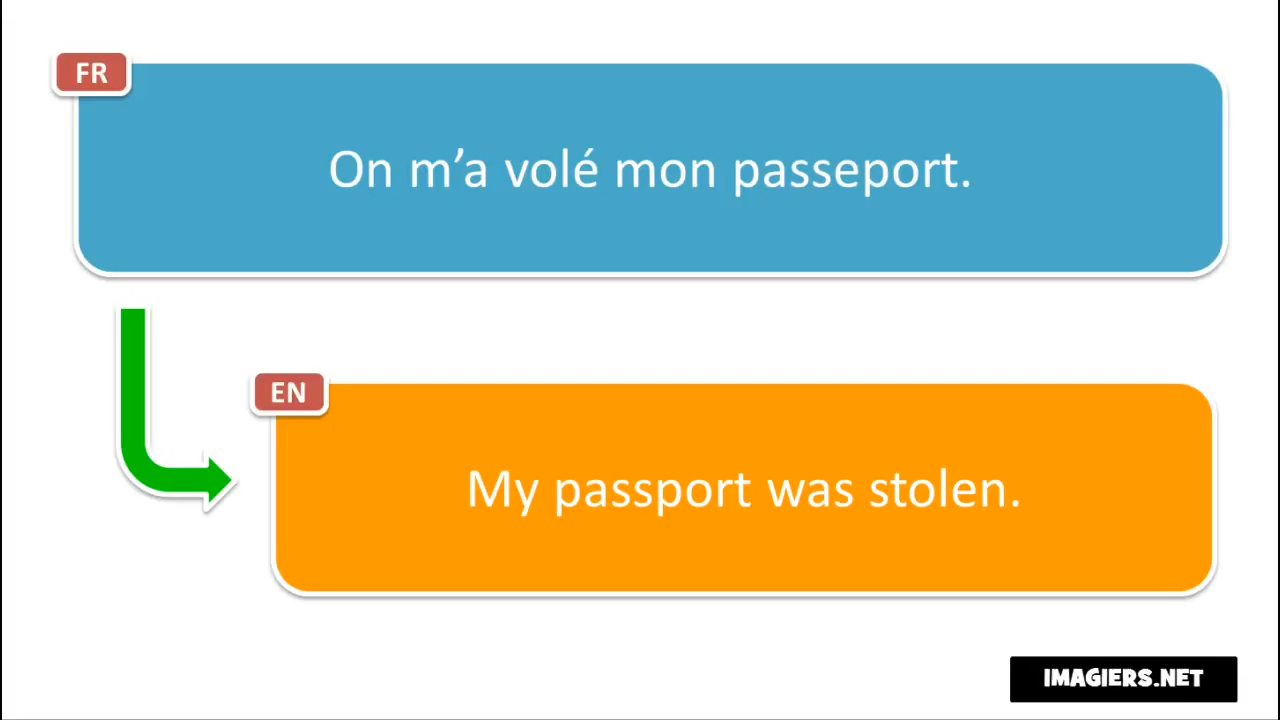 FR
On m’a volé mon passeport.
EN
My passport was stolen.
IMAGIERS.NET